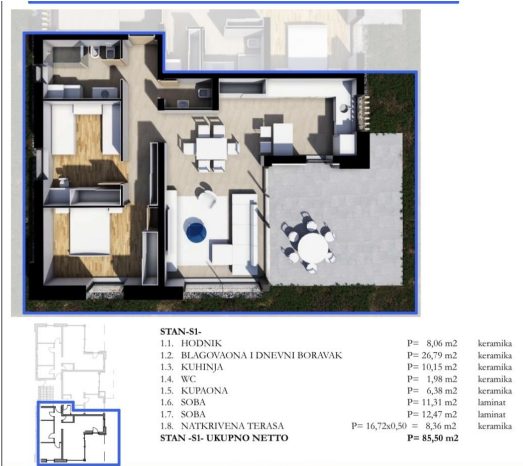 STAN-S1-
1.1. HODNIK P= 8,06 m2 keramika
1.2. BLAGOVAONA I DNEVNI BORAVAK P= 26,79 m2 keramika
1.3. KUHINJA P= 10,15 m2 keramika
1.4. WC P= 1,98 m2 keramika
1.5. KUPAONA P= 6,38 m2 keramika
1.6. SOBA P= 11,31 m2 laminat
1.7. SOBA P= 12,47 m2 laminat
1.8. NATKRIVENA TERASA P= 16,72x0,50 = 8,36 m2 keramika
STAN -S1- UKUPNO NETTO P= 85,50 m2